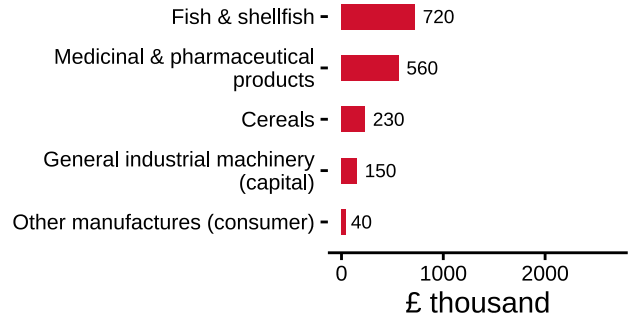 Fish & shellfish
720
Medicinal & pharmaceutical
products
560
Cereals
230
General industrial machinery
(capital)
150
Other manufactures (consumer)
40
0 1000 2000
£ thousand